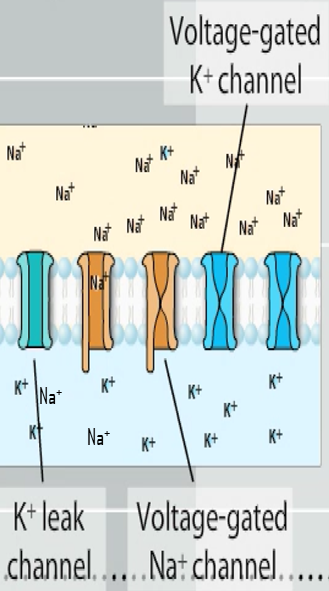 Voltage-gated
K+ channel
Na+
Na+ K+ Na+
Na+
Na+
Na+
Na+
Na+ Na+
Na+ Na+
Na+
Na+
Na+
K+ Na+ K+ K+ K+
K+
K+ Na+ K+ K+ K+
K+ leak
channel
Voltage-gated
Na+ channel